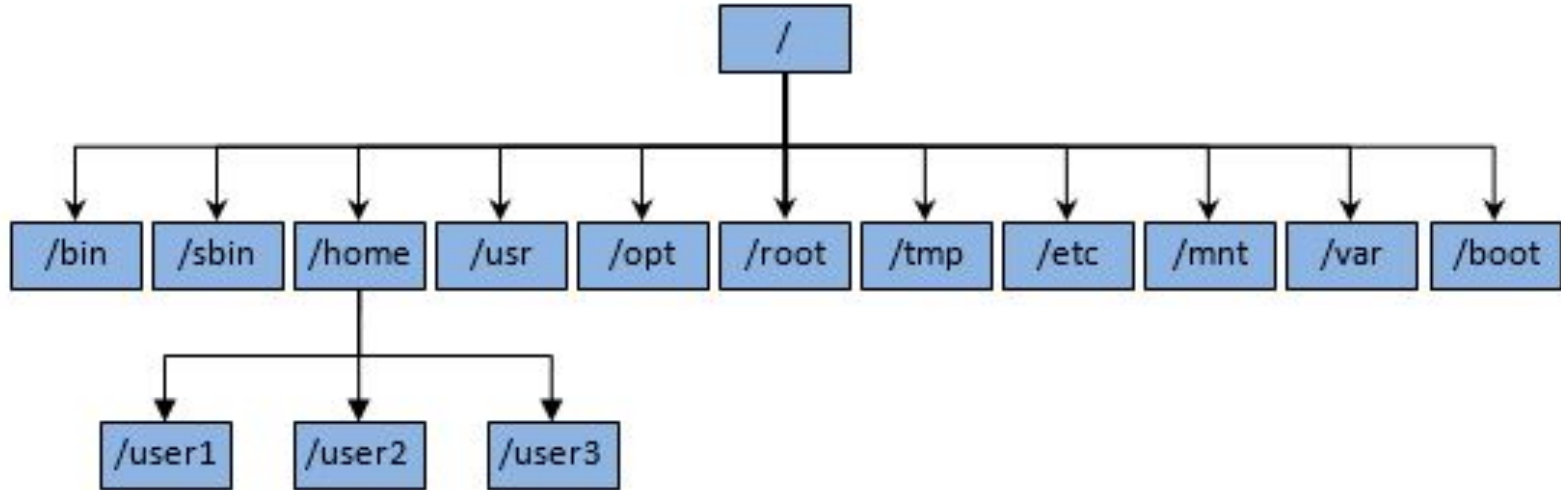 /
/bin /sbin /home /usr /opt /root /tmp /etc /mnt /var /boot
/user1 /user2 /user3